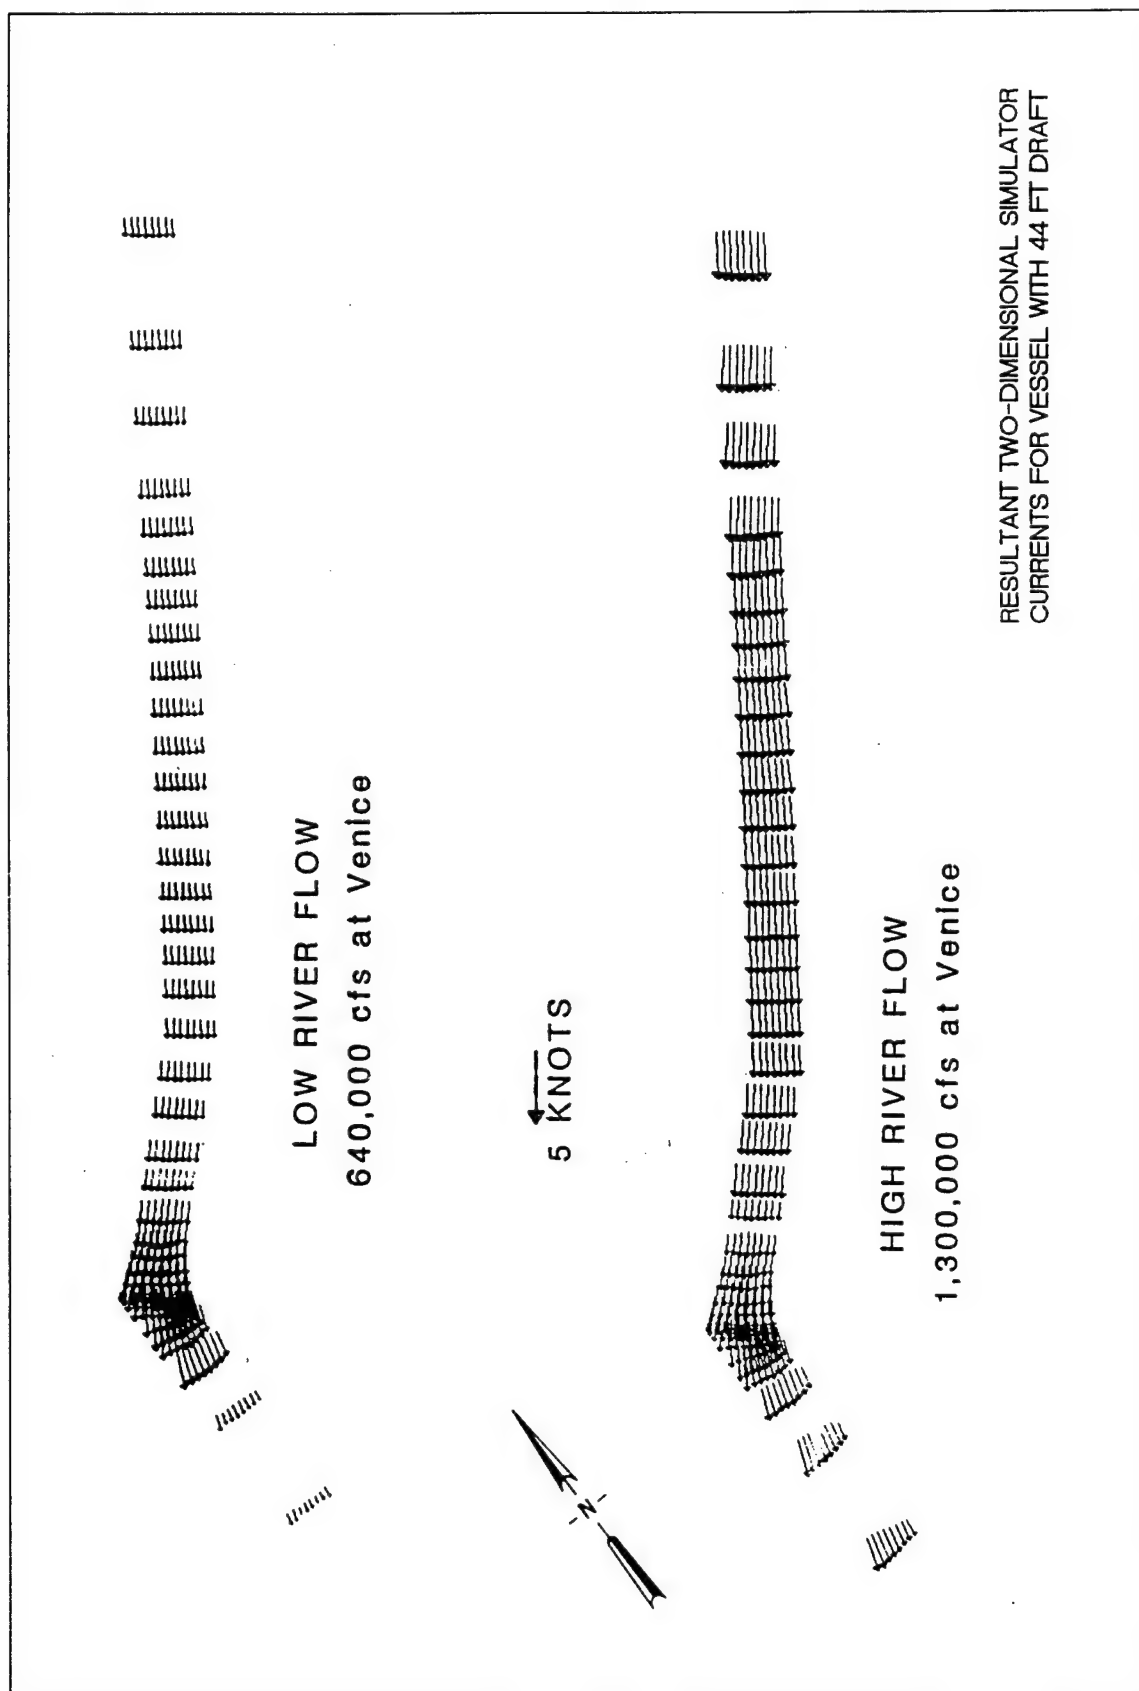 LOW RIVER FLOW
640,000 cfs at Venice
5 KNOTS
N
HIGH RIVER FLOW
1,300,000 cfs at Venice
RESULTANT TWO-DIMENSIONAL SIMULATOR
CURRENTS FOR VESSEL WITH 44 FT DRAFT